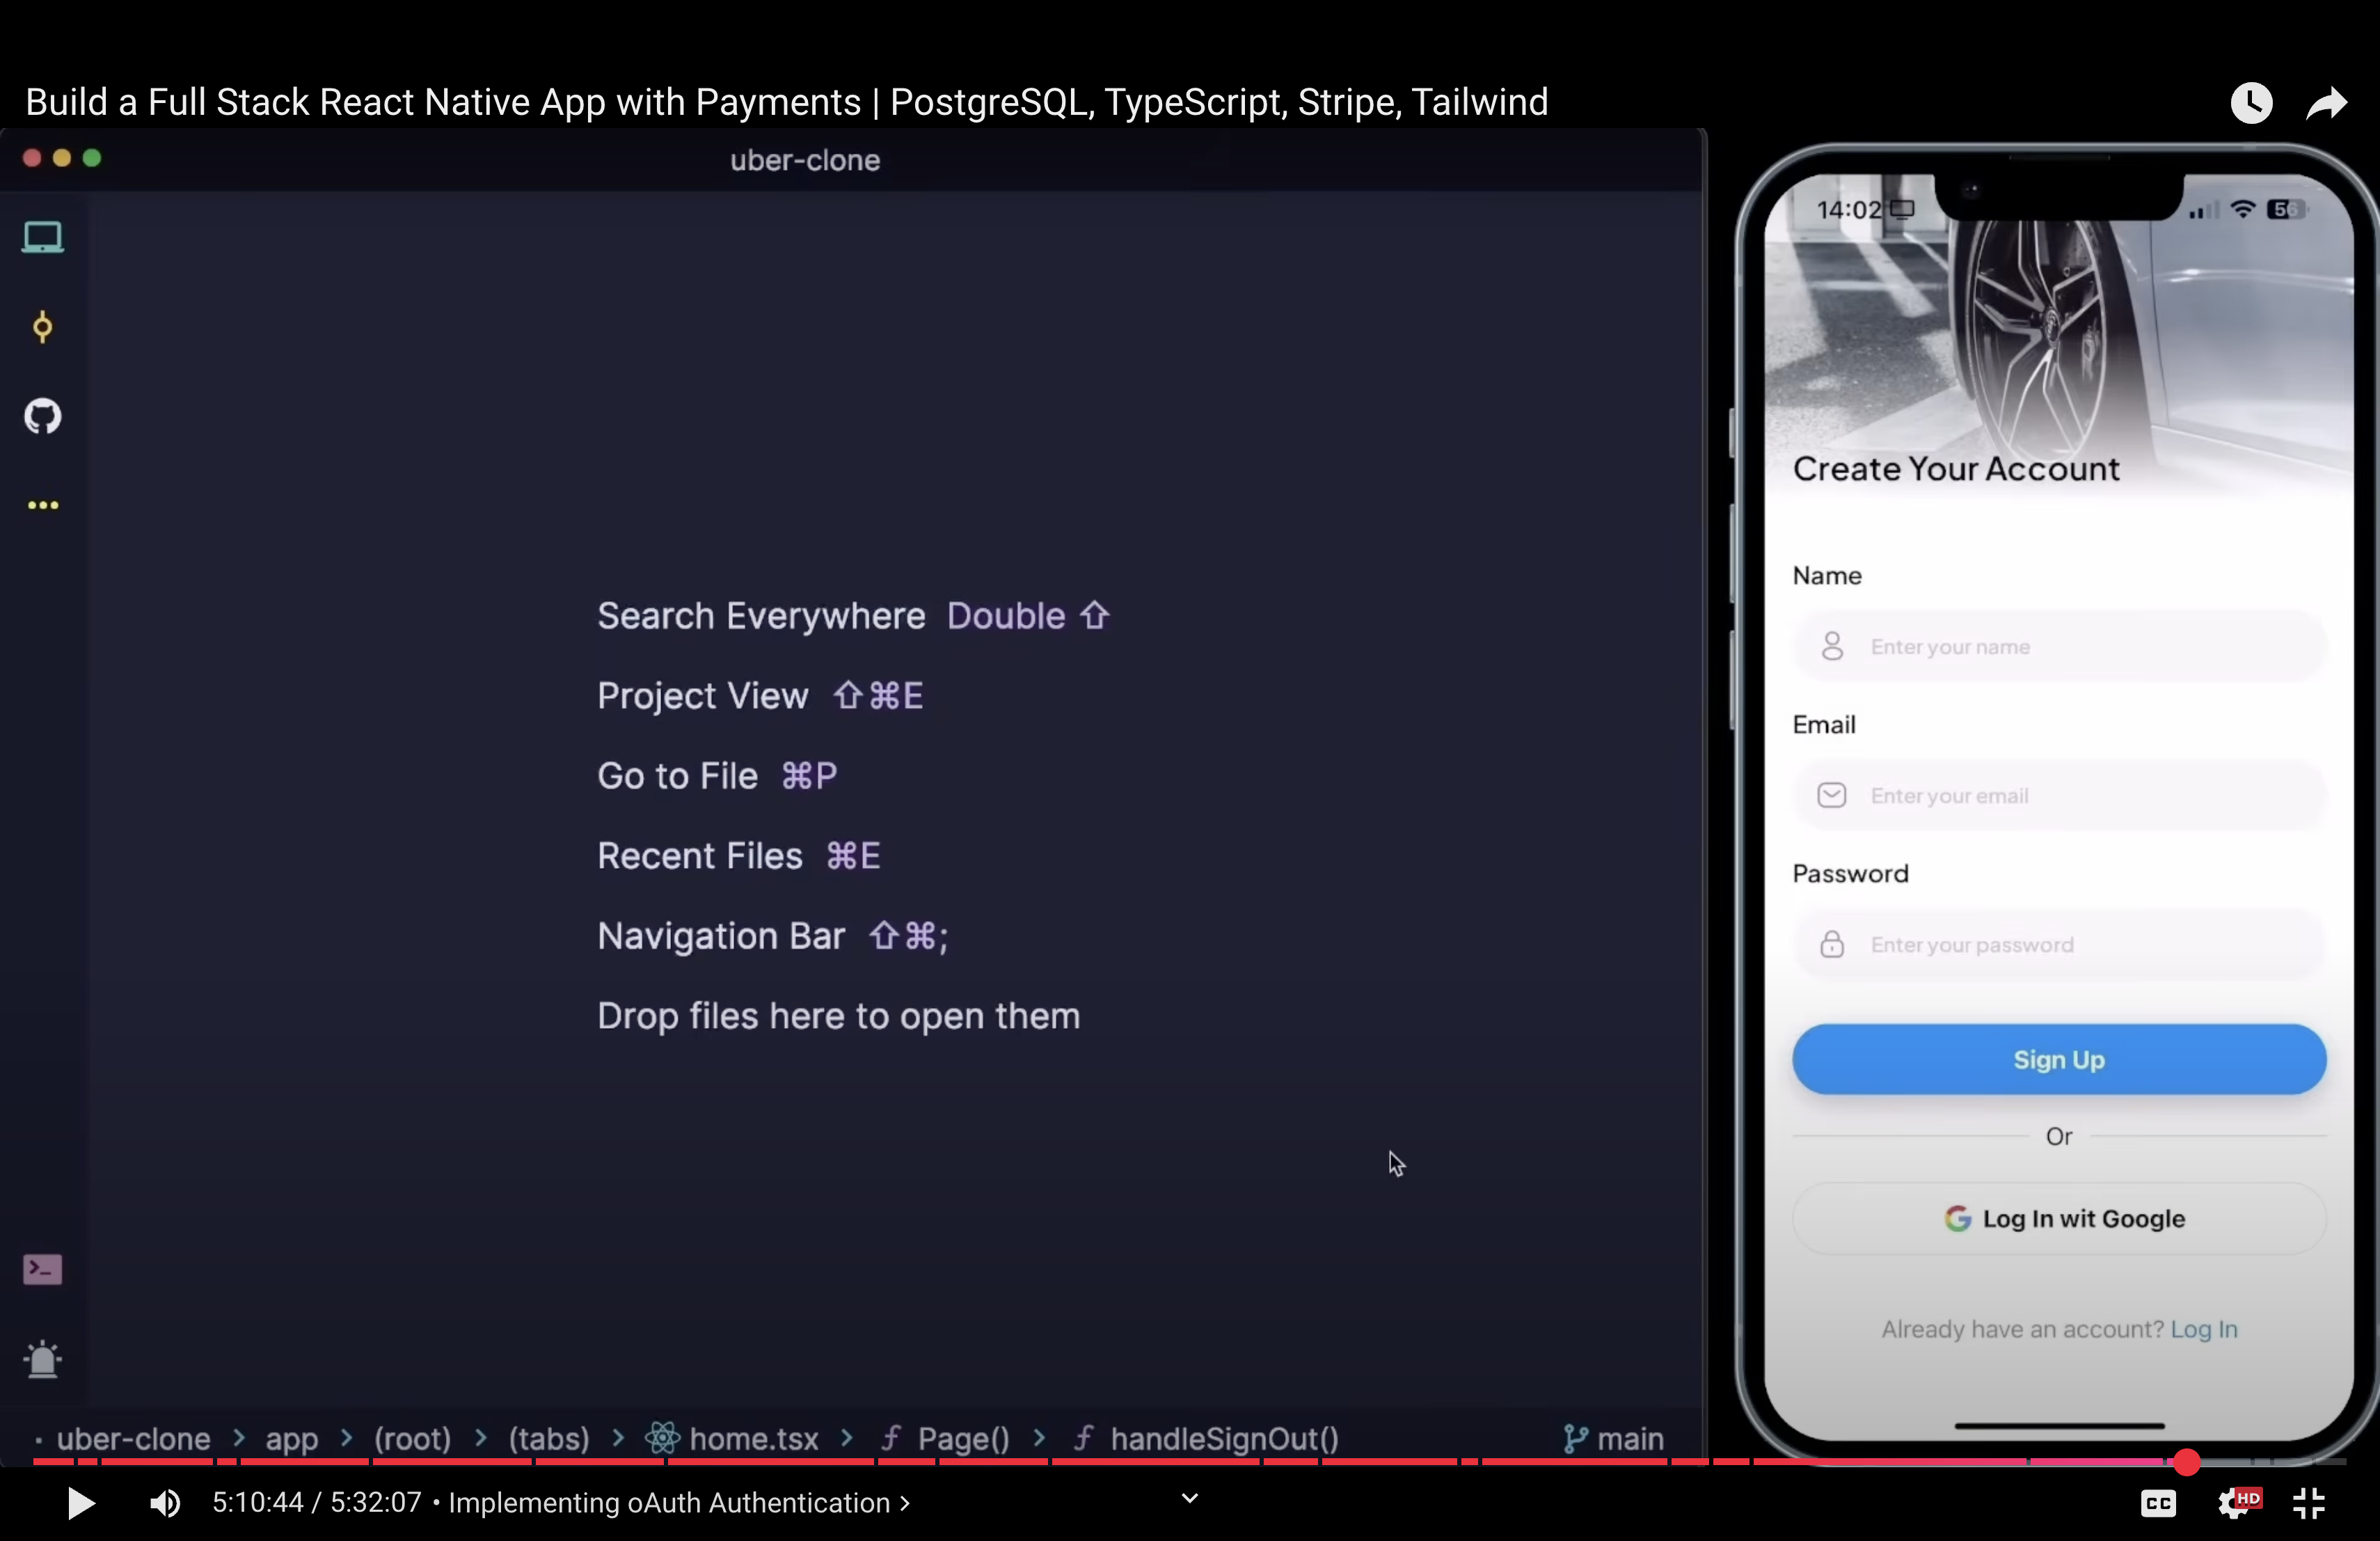 Build a Full Stack React Native App with Payments | PostgreSQL, TypeScript, Stripe, Tailwind
uber-clone
Search Everywhere Double ⇧
Project View ⇧⌘E
Go to File ⌘P
Recent Files ⌘E
Navigation Bar ⇧⌘;
Drop files here to open them
uber-clone > app > (root) > (tabs) > home.tsx > f Page() > f handleSignOut()
main
14:02
56
Create Your Account
Name
Enter your name
Email
Enter your email
Password
Enter your password
Sign Up
Or
G Log In wit Google
Already have an account? Log In
5:10:44 / 5:32:07 • Implementing oAuth Authentication >
CC
HD